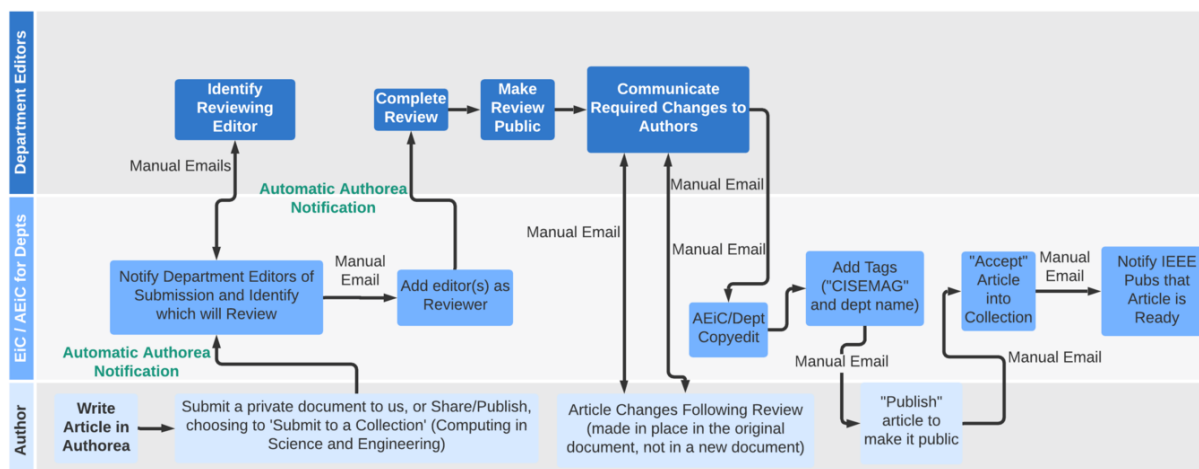 Department Editors
Identify
Reviewing
Editor
Complete
Review
Make
Review
Public
Communicate
Required Changes to
Authors
Manual Emails
Automatic Authorea
Notification
Manual Email
Manual Email
Manual Email
EiC / AEiC for Depts
Notify Department Editors of
Submission and Identify
which will Review
Manual
Email
Add editor(s) as
Reviewer
AEiC/Dept
Copyedit
Add Tags
("CISEMAG"
and dept name)
"Accept"
Article
into
Collection
Manual
Email
Notify IEEE
Pubs that
Article is
Ready
Automatic Authorea
Notification
Manual Email
Manual Email
Author
Write
Article in
Authorea
Submit a private document to us, or Share/Publish,
choosing to 'Submit to a Collection' (Computing in
Science and Engineering)
Article Changes Following Review
(made in place in the original
document, not in a new document)
"Publish"
article to
make it public